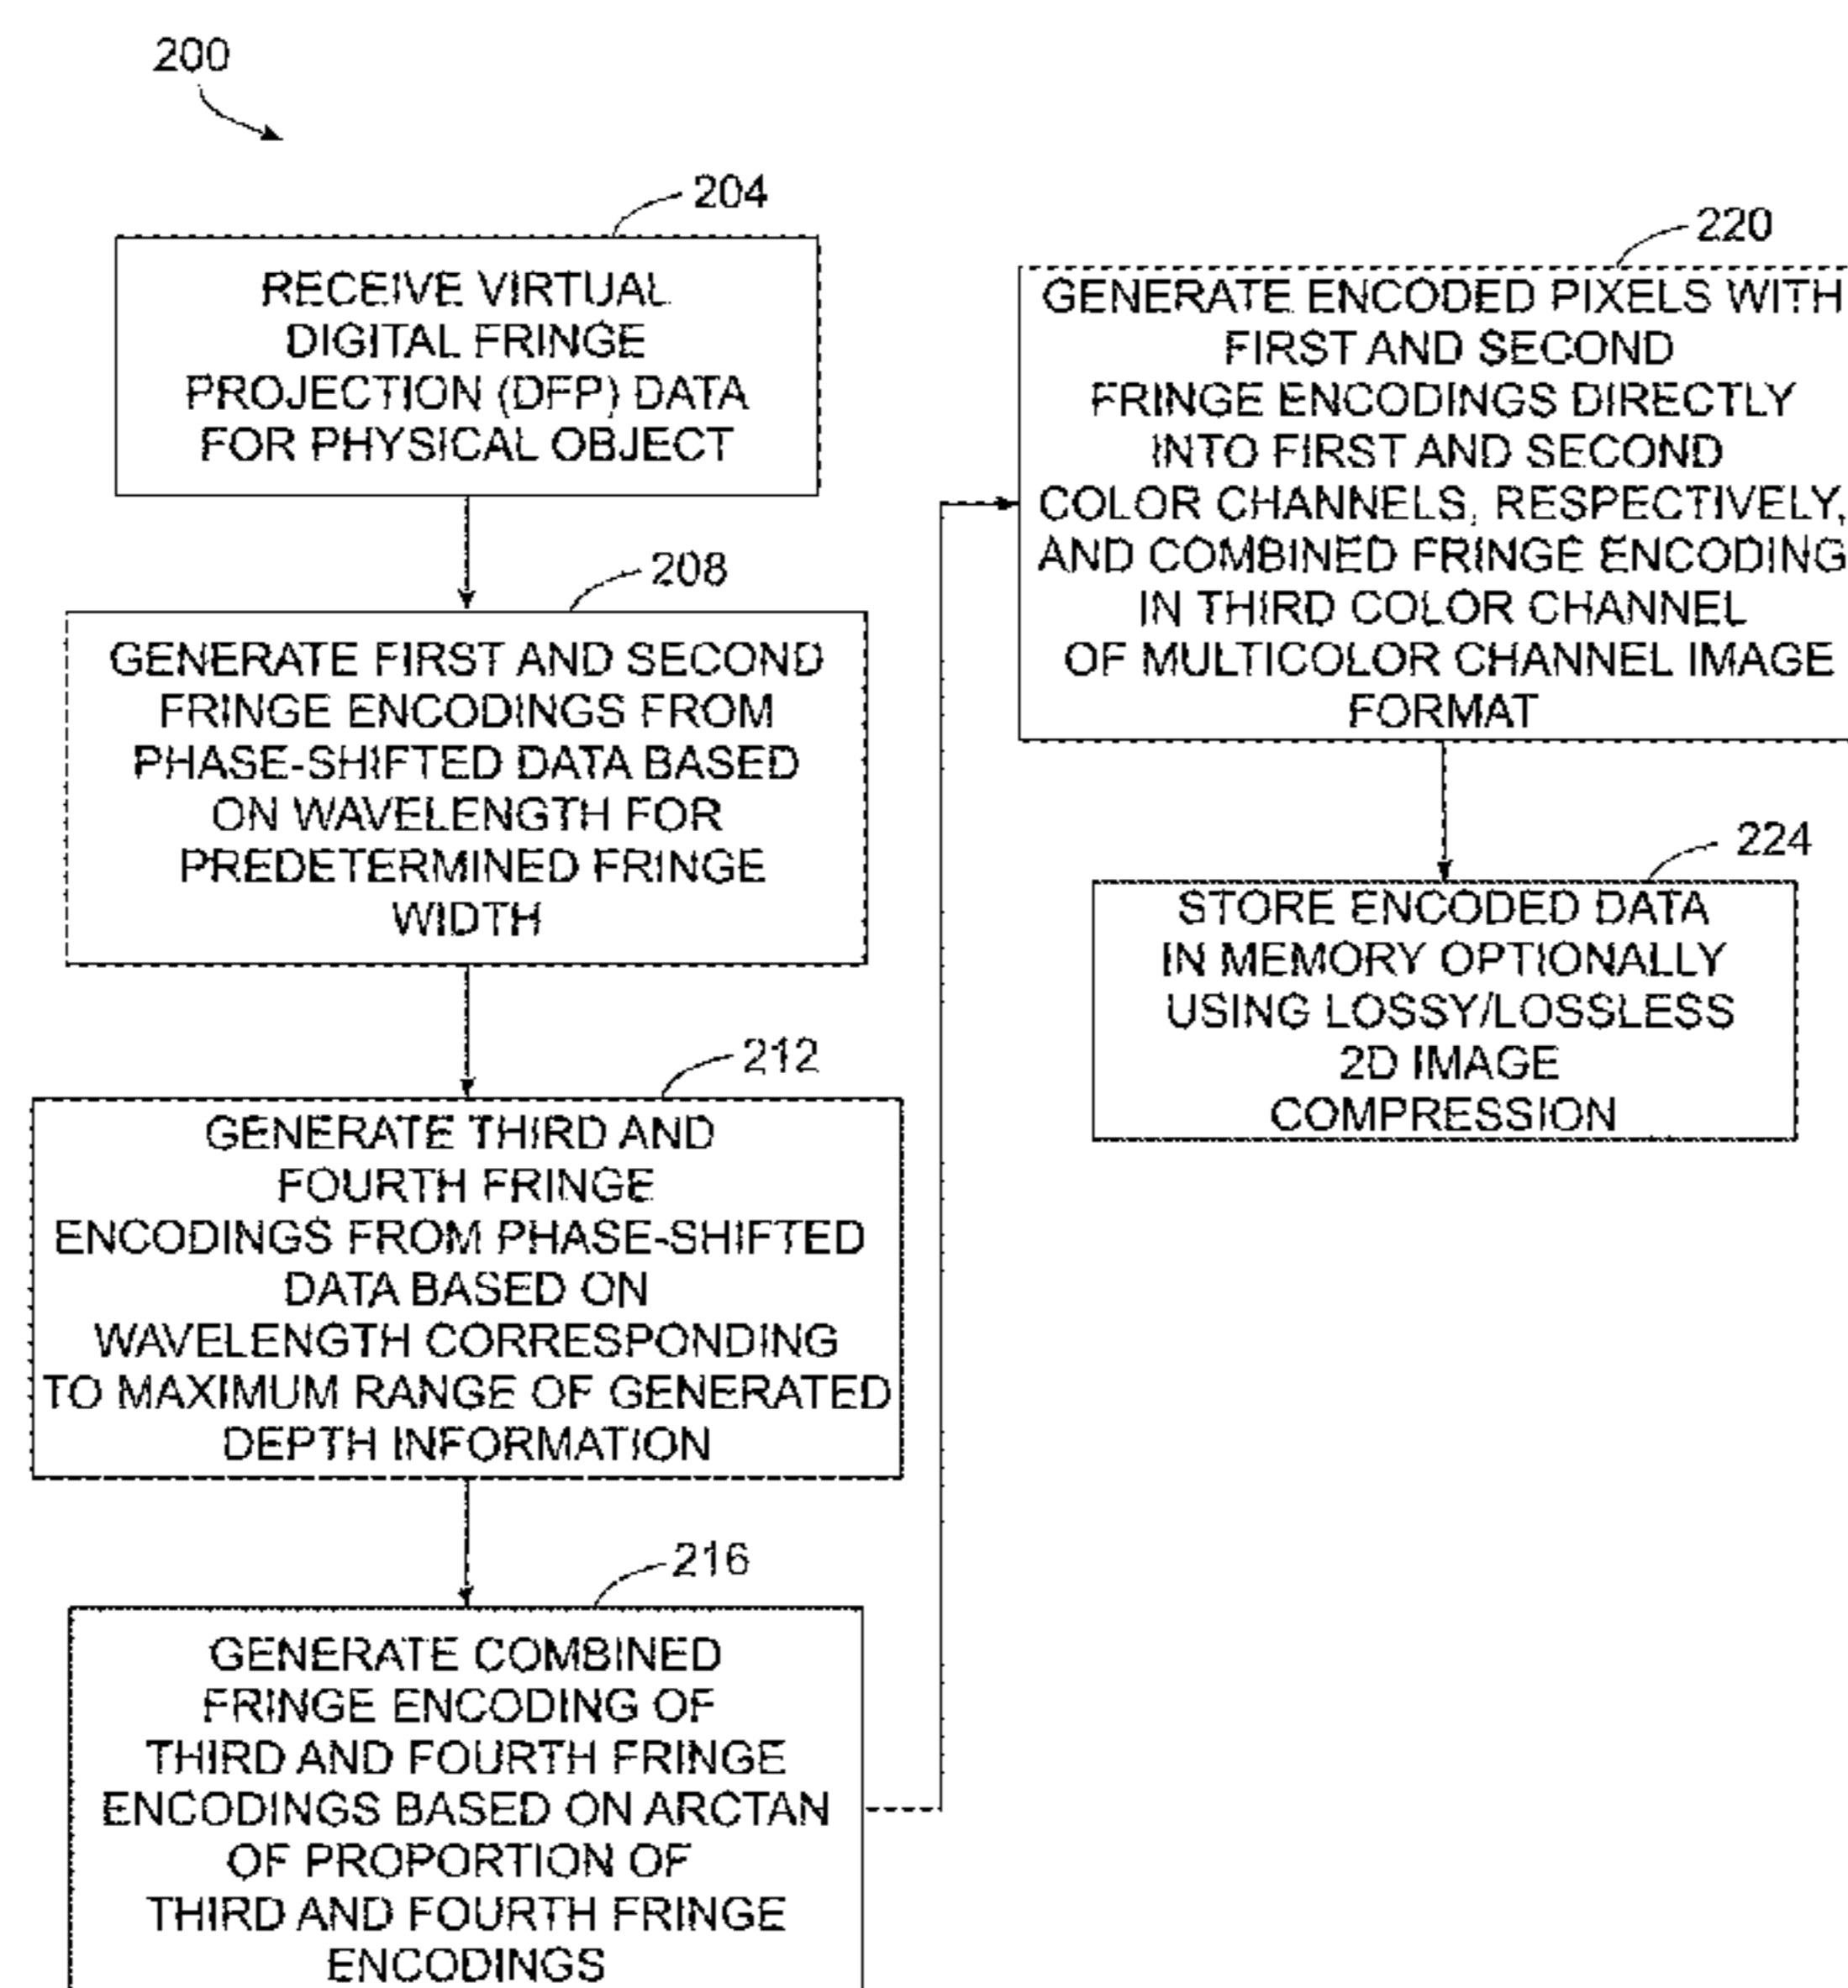 200
204
RECEIVE VIRTUAL
DIGITAL FRINGE
PROJECTION (DFP) DATA
FOR PHYSICAL OBJECT
208
GENERATE FIRST AND SECOND
FRINGE ENCODINGS FROM
PHASE-SHIFTED DATA BASED
ON WAVELENGTH FOR
PREDETERMINED FRINGE
WIDTH
212
GENERATE THIRD AND
FOURTH FRINGE
ENCODINGS FROM PHASE-SHIFTED
DATA BASED ON
WAVELENGTH CORRESPONDING
TO MAXIMUM RANGE OF GENERATED
DEPTH INFORMATION
216
GENERATE COMBINED
FRINGE ENCODING OF
THIRD AND FOURTH FRINGE
ENCODINGS BASED ON ARCTAN
OF PROPORTION OF
THIRD AND FOURTH FRINGE
ENCODINGS
220
GENERATE ENCODED PIXELS WITH
FIRST AND SECOND
FRINGE ENCODINGS DIRECTLY
INTO FIRST AND SECOND
COLOR CHANNELS, RESPECTIVELY,
AND COMBINED FRINGE ENCODING
IN THIRD COLOR CHANNEL
OF MULTICOLOR CHANNEL IMAGE
FORMAT
224
STORE ENCODED DATA
IN MEMORY OPTIONALLY
USING LOSSY/LOSSLESS
2D IMAGE
COMPRESSION